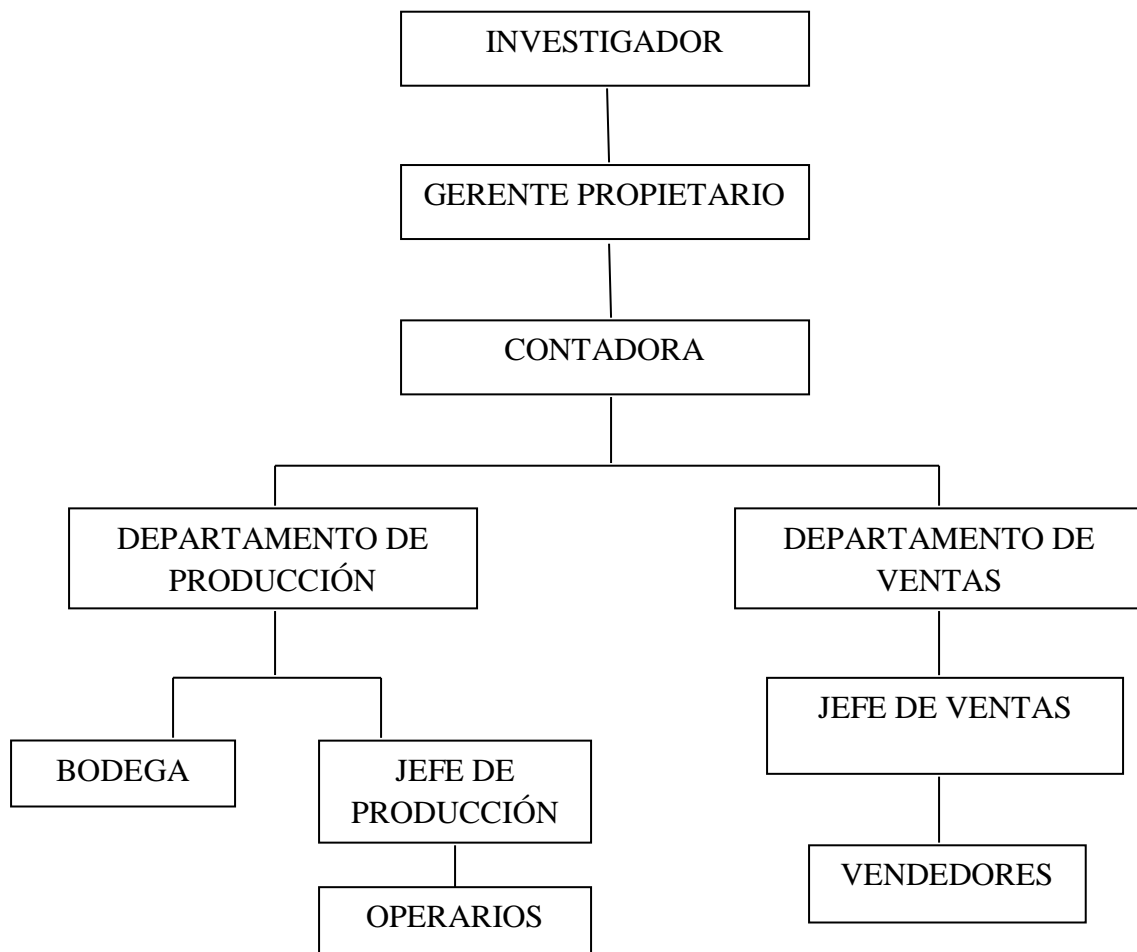 INVESTIGADOR
GERENTE PROPIETARIO
CONTADORA
DEPARTAMENTO DE
PRODUCCIÓN
DEPARTAMENTO DE
VENTAS
JEFE DE VENTAS
BODEGA
JEFE DE
PRODUCCIÓN
VENDEDORES
OPERARIOS